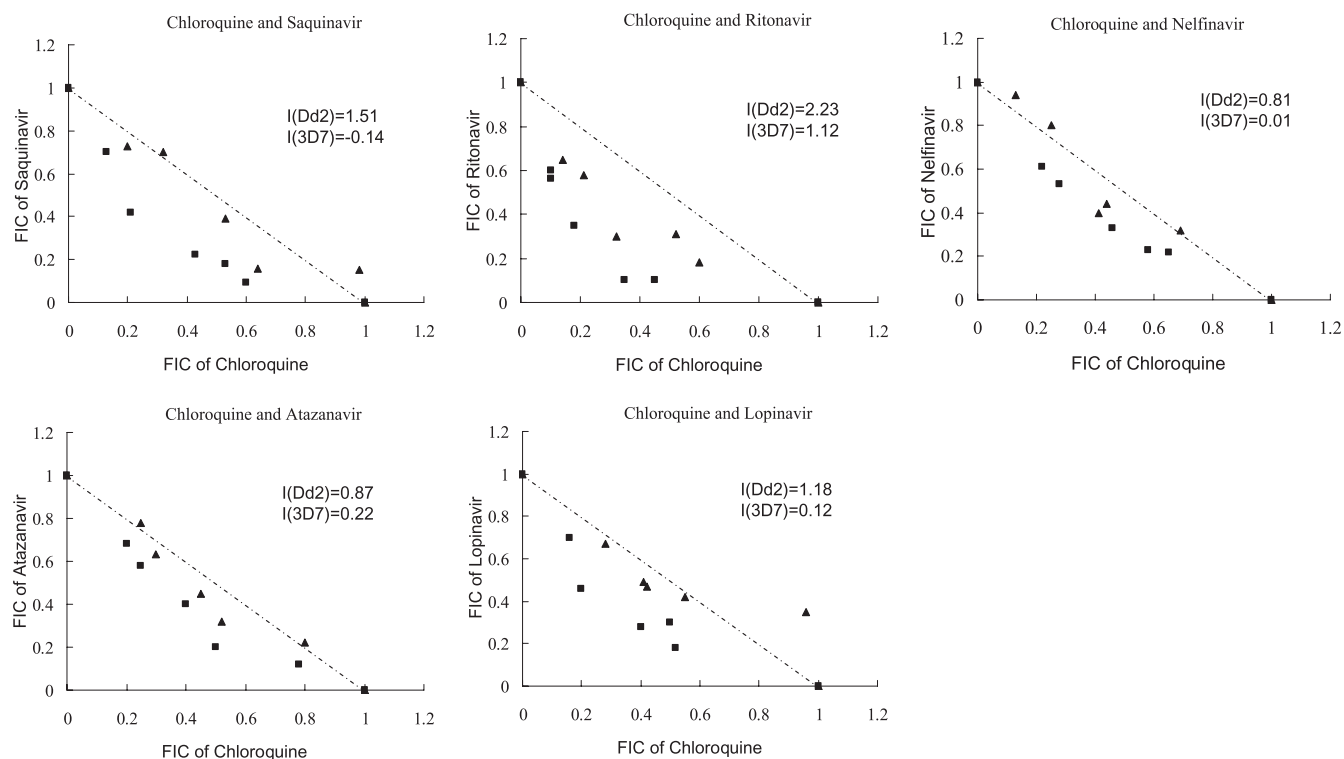 Chloroquine and Saquinavir
1.2
1
0.8
0.6
0.4
0.2
0
FIC of Saquinavir
I(Dd2)=1.51
I(3D7)=-0.14
0 0.2 0.4 0.6 0.8 1 1.2
FIC of Chloroquine
Chloroquine and Ritonavir
1.2
1
0.8
0.6
0.4
0.2
0
FIC of Ritonavir
I(Dd2)=2.23
I(3D7)=1.12
0 0.2 0.4 0.6 0.8 1 1.2
FIC of Chloroquine
Chloroquine and Nelfinavir
1.2
1
0.8
0.6
0.4
0.2
0
FIC of Nelfinavir
I(Dd2)=0.81
I(3D7)=0.01
0 0.2 0.4 0.6 0.8 1 1.2
FIC of Chloroquine
Chloroquine and Atazanavir
1.2
1
0.8
0.6
0.4
0.2
0
FIC of Atazanavir
I(Dd2)=0.87
I(3D7)=0.22
0 0.2 0.4 0.6 0.8 1 1.2
FIC of Chloroquine
Chloroquine and Lopinavir
1.2
1
0.8
0.6
0.4
0.2
0
FIC of Lopinavir
I(Dd2)=1.18
I(3D7)=0.12
0 0.2 0.4 0.6 0.8 1 1.2
FIC of Chloroquine